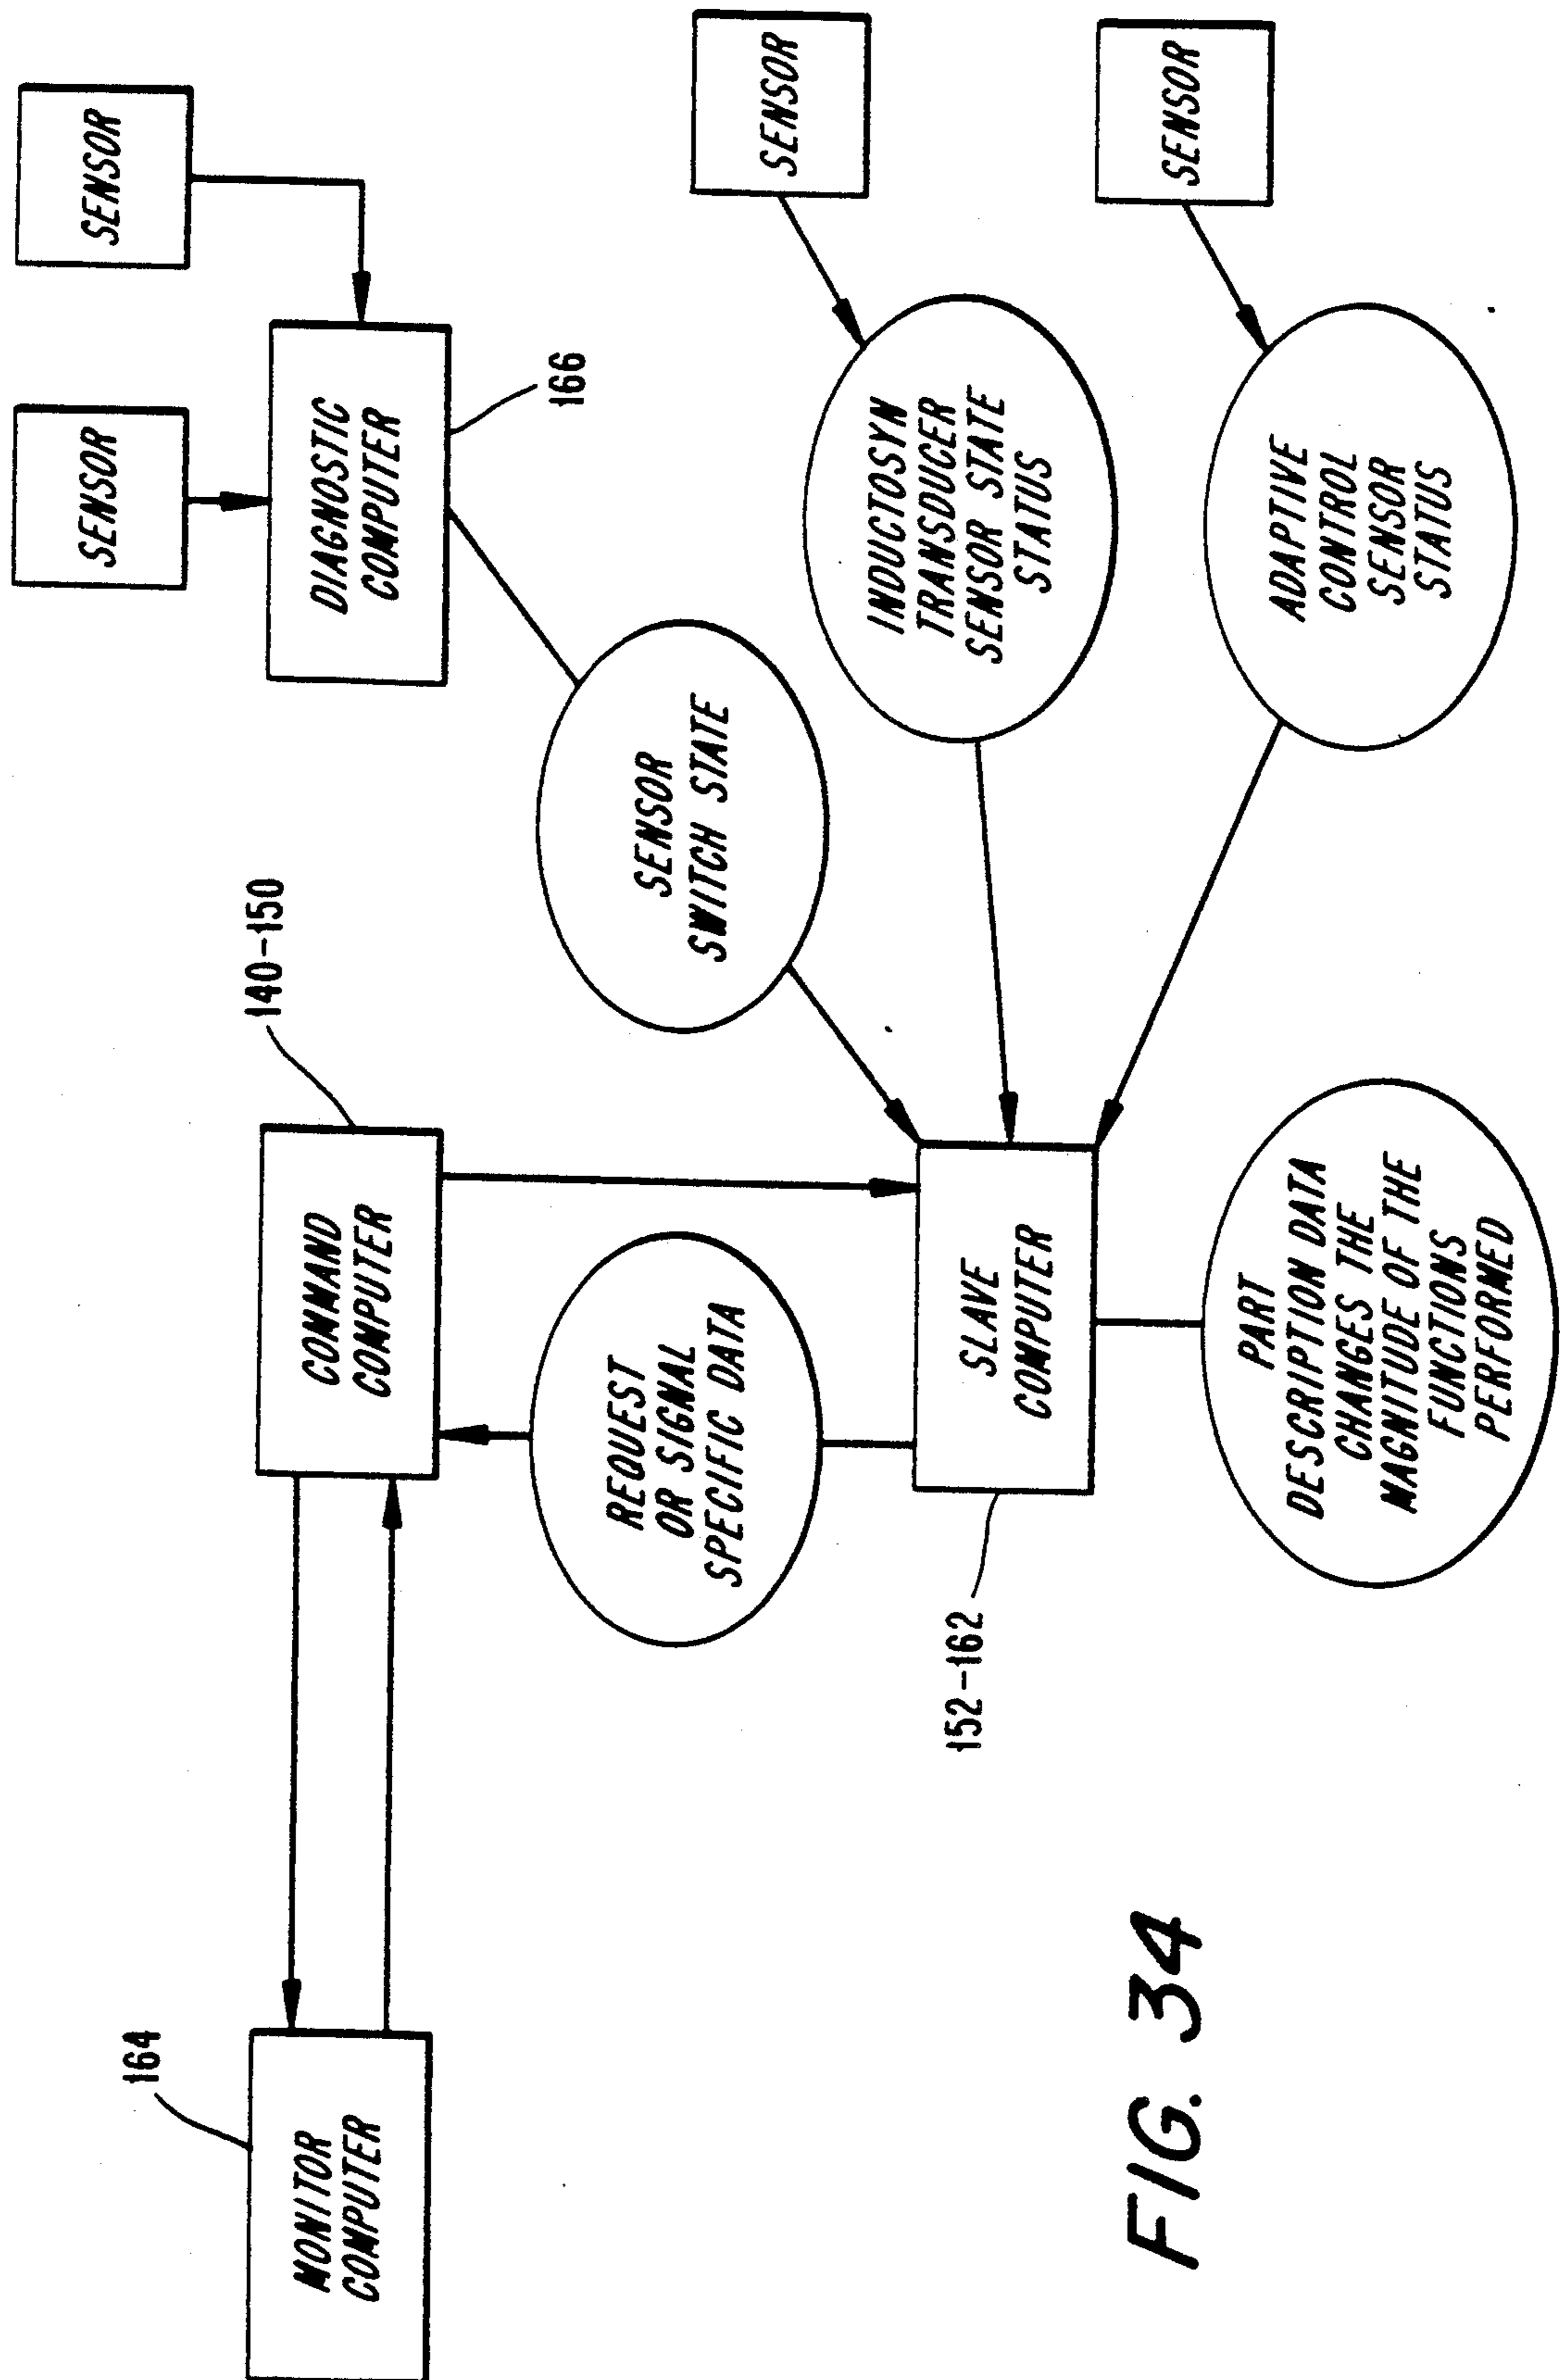 164
MONITOR
COMPUTER
140-150
COMMAND
COMPUTER
SENSOR
SENSOR
DIAGNOSTIC
COMPUTER
166
REQUEST
OR SIGNAL
SPECIFIC DATA
SENSOR
SWITCH STATE
SENSOR
152-162
SLAVE
COMPUTER
INDUCTOSYN
TRANSDUCER
SENSOR STATE
STATUS
SENSOR
PART
DESCRIPTION DATA
CHANGES THE
MAGNITUDE OF THE
FUNCTIONS
PERFORMED
ADAPTIVE
CONTROL
SENSOR
STATUS
FIG. 34